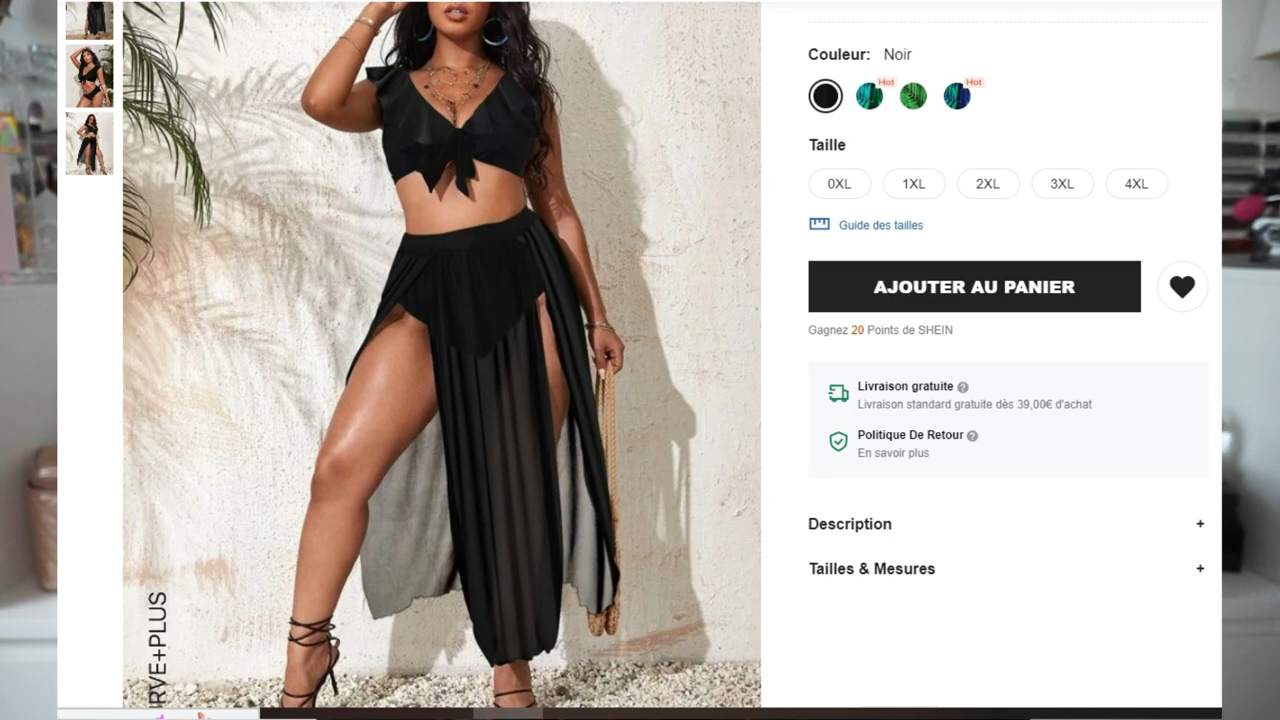 Couleur: Noir
Hot
Hot
Taille
0XL 1XL 2XL 3XL 4XL
Guide des tailles
AJOUTER AU PANIER
Gagnez 20 Points de SHEIN
Livraison gratuite ?
Livraison standard gratuite dès 39,00€ d'achat
Politique De Retour ?
En savoir plus
Description +
Tailles & Mesures +
RVE+PLUS